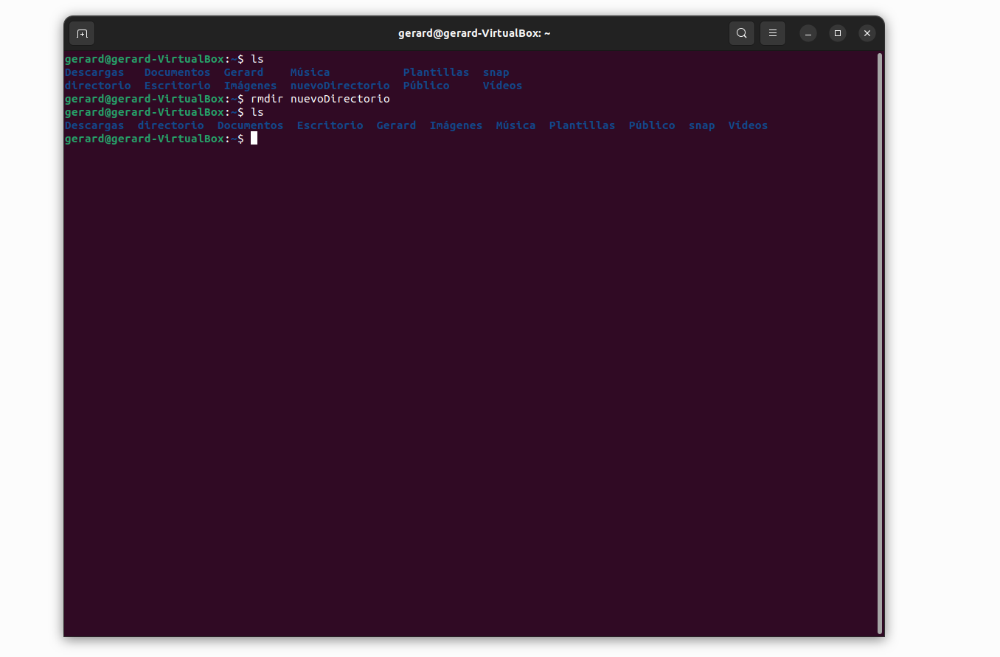 gerard@gerard-VirtualBox: ~
gerard@gerard-VirtualBox:~$ ls
Descargas   Documentos  Gerard    Música           Plantillas  snap
directorio  Escritorio  Imágenes  nuevoDirectorio  Público     Vídeos
gerard@gerard-VirtualBox:~$ rmdir nuevoDirectorio
gerard@gerard-VirtualBox:~$ ls
Descargas  directorio  Documentos  Escritorio  Gerard  Imágenes  Música  Plantillas  Público  snap  Vídeos
gerard@gerard-VirtualBox:~$